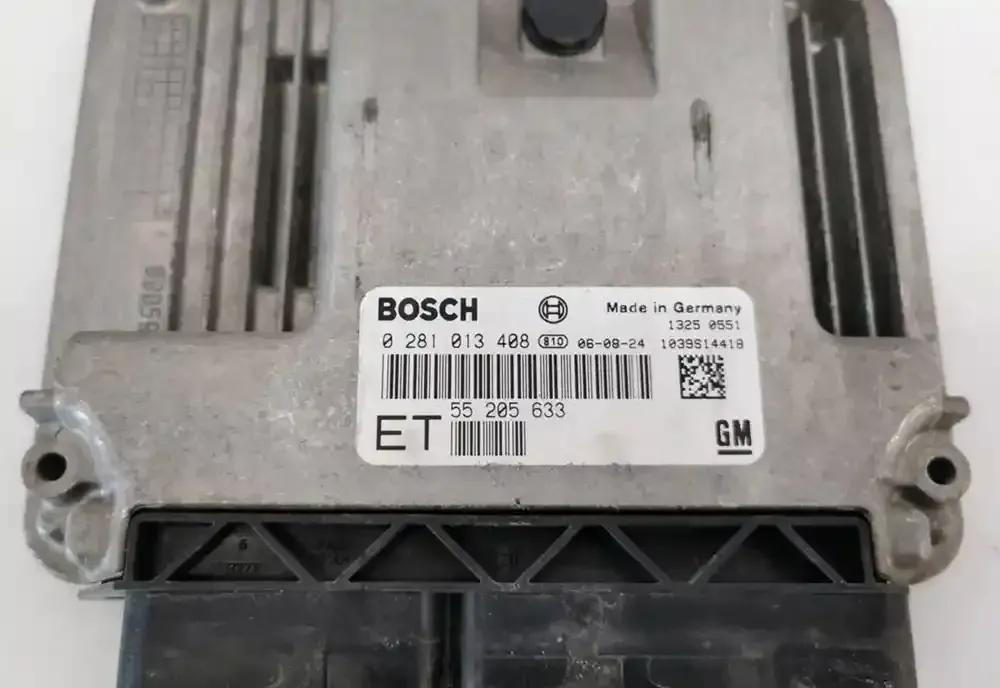 BOSCH Made in Germany
1325 0551
0 281 013 408 810 06-08-24 1039S14418
55 205 633
ET
GM